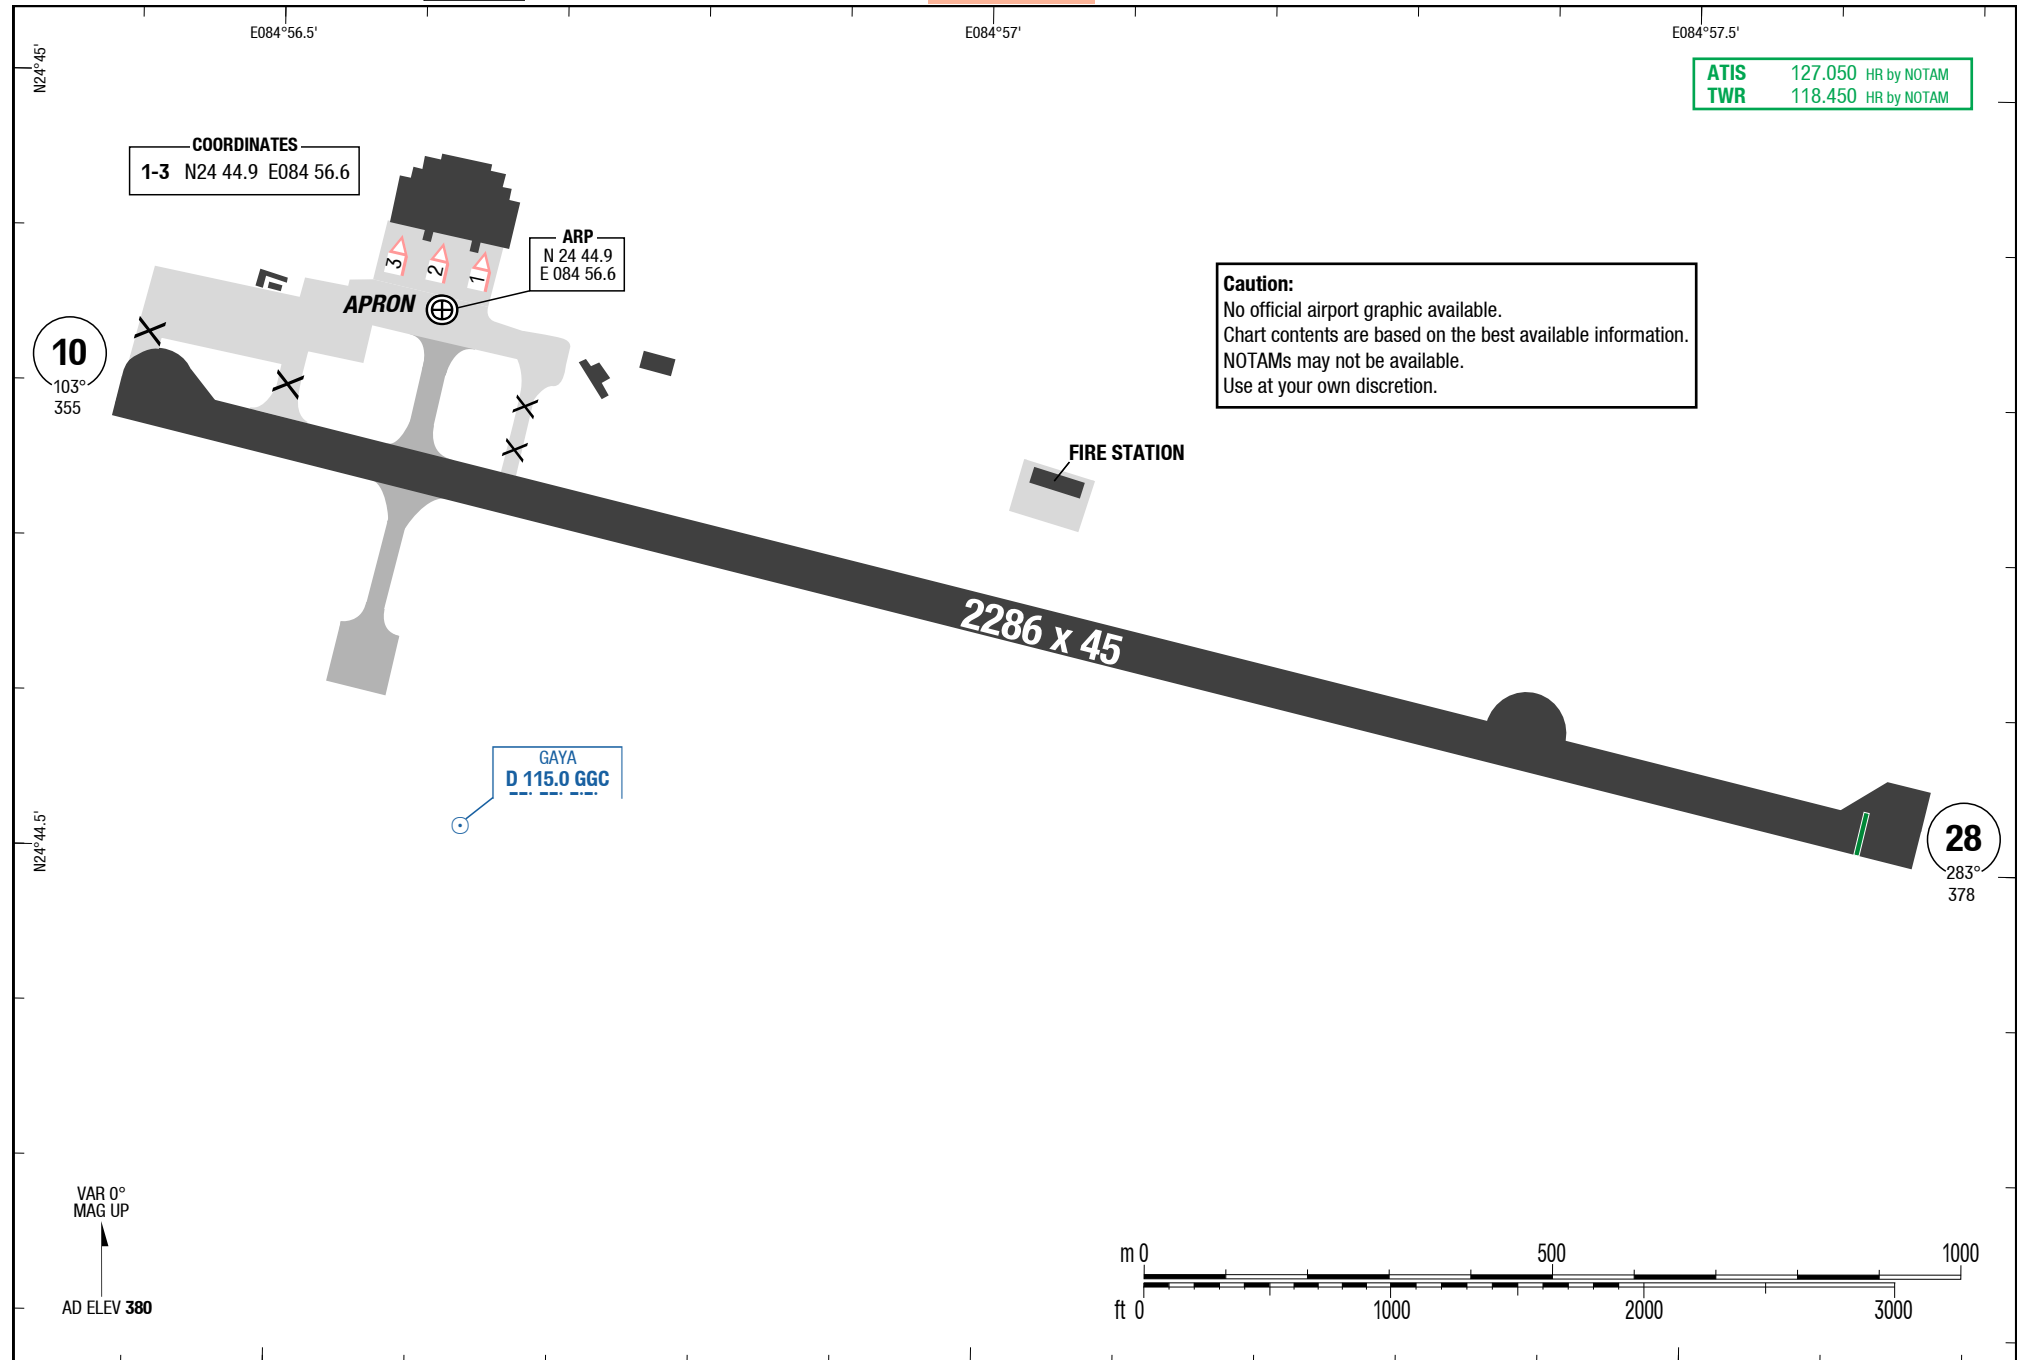 E084°56.5'
E084°57'
E084°57.5'
N24°45'
ATIS 127.050 HR by NOTAM
TWR 118.450 HR by NOTAM
COORDINATES
1-3 N24 44.9 E084 56.6
ARP
N 24 44.9
E 084 56.6
3
2
1
APRON
Caution:
No official airport graphic available.
Chart contents are based on the best available information.
NOTAMs may not be available.
Use at your own discretion.
10
103°
355
FIRE STATION
2286 x 45
GAYA
D 115.0 GGC
N24°44.5'
28
283°
378
VAR 0°
MAG UP
AD ELEV 380
m 0 500 1000
ft 0 1000 2000 3000